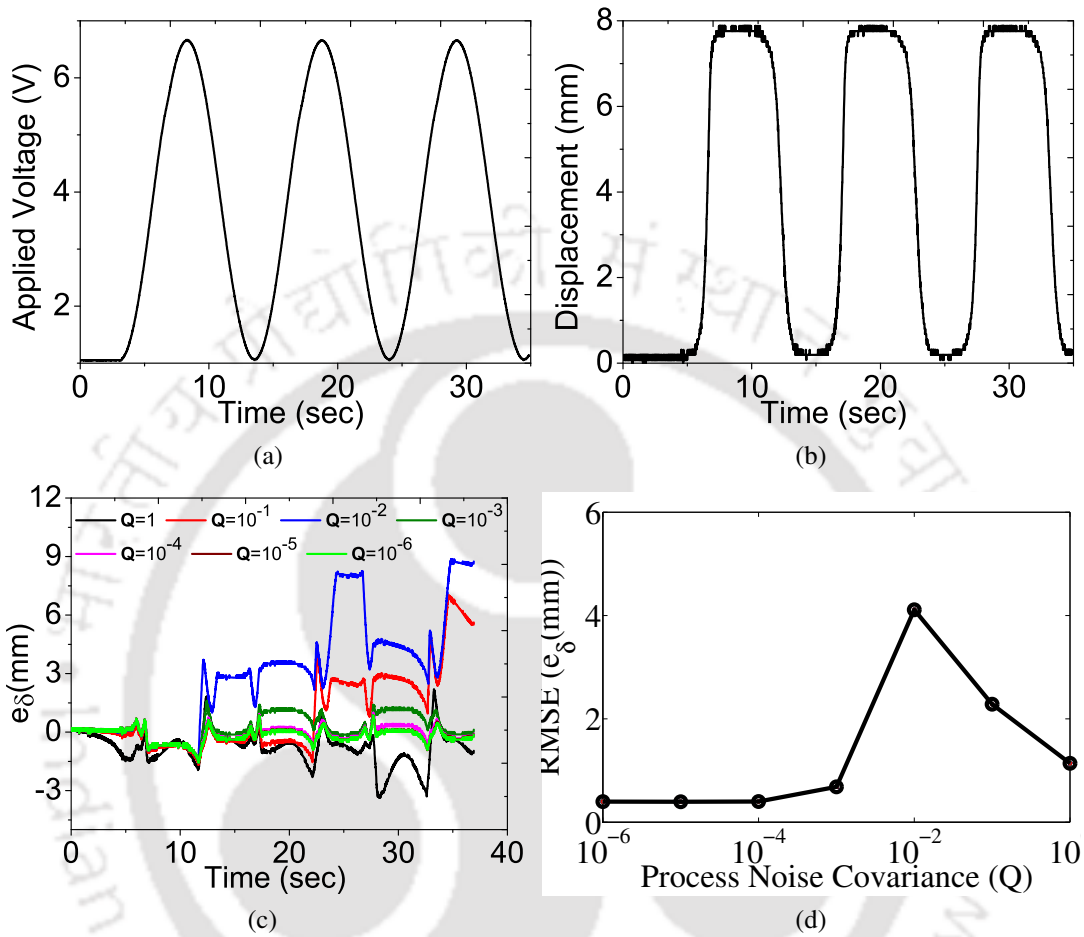 6
4
2
Applied Voltage (V)
0 10 20 30
Time (sec)
(a)
8
6
4
2
0
Displacement (mm)
0 10 20 30
Time (sec)
(b)
12
9
6
3
0
-3
e_δ(mm)
Q=1 Q=10^-1 Q=10^-2 Q=10^-3
Q=10^-4 Q=10^-5 Q=10^-6
0 10 20 30 40
Time (sec)
(c)
6
4
2
0
RMSE (e_δ(mm))
10^-6 10^-4 10^-2 10
Process Noise Covariance (Q)
(d)